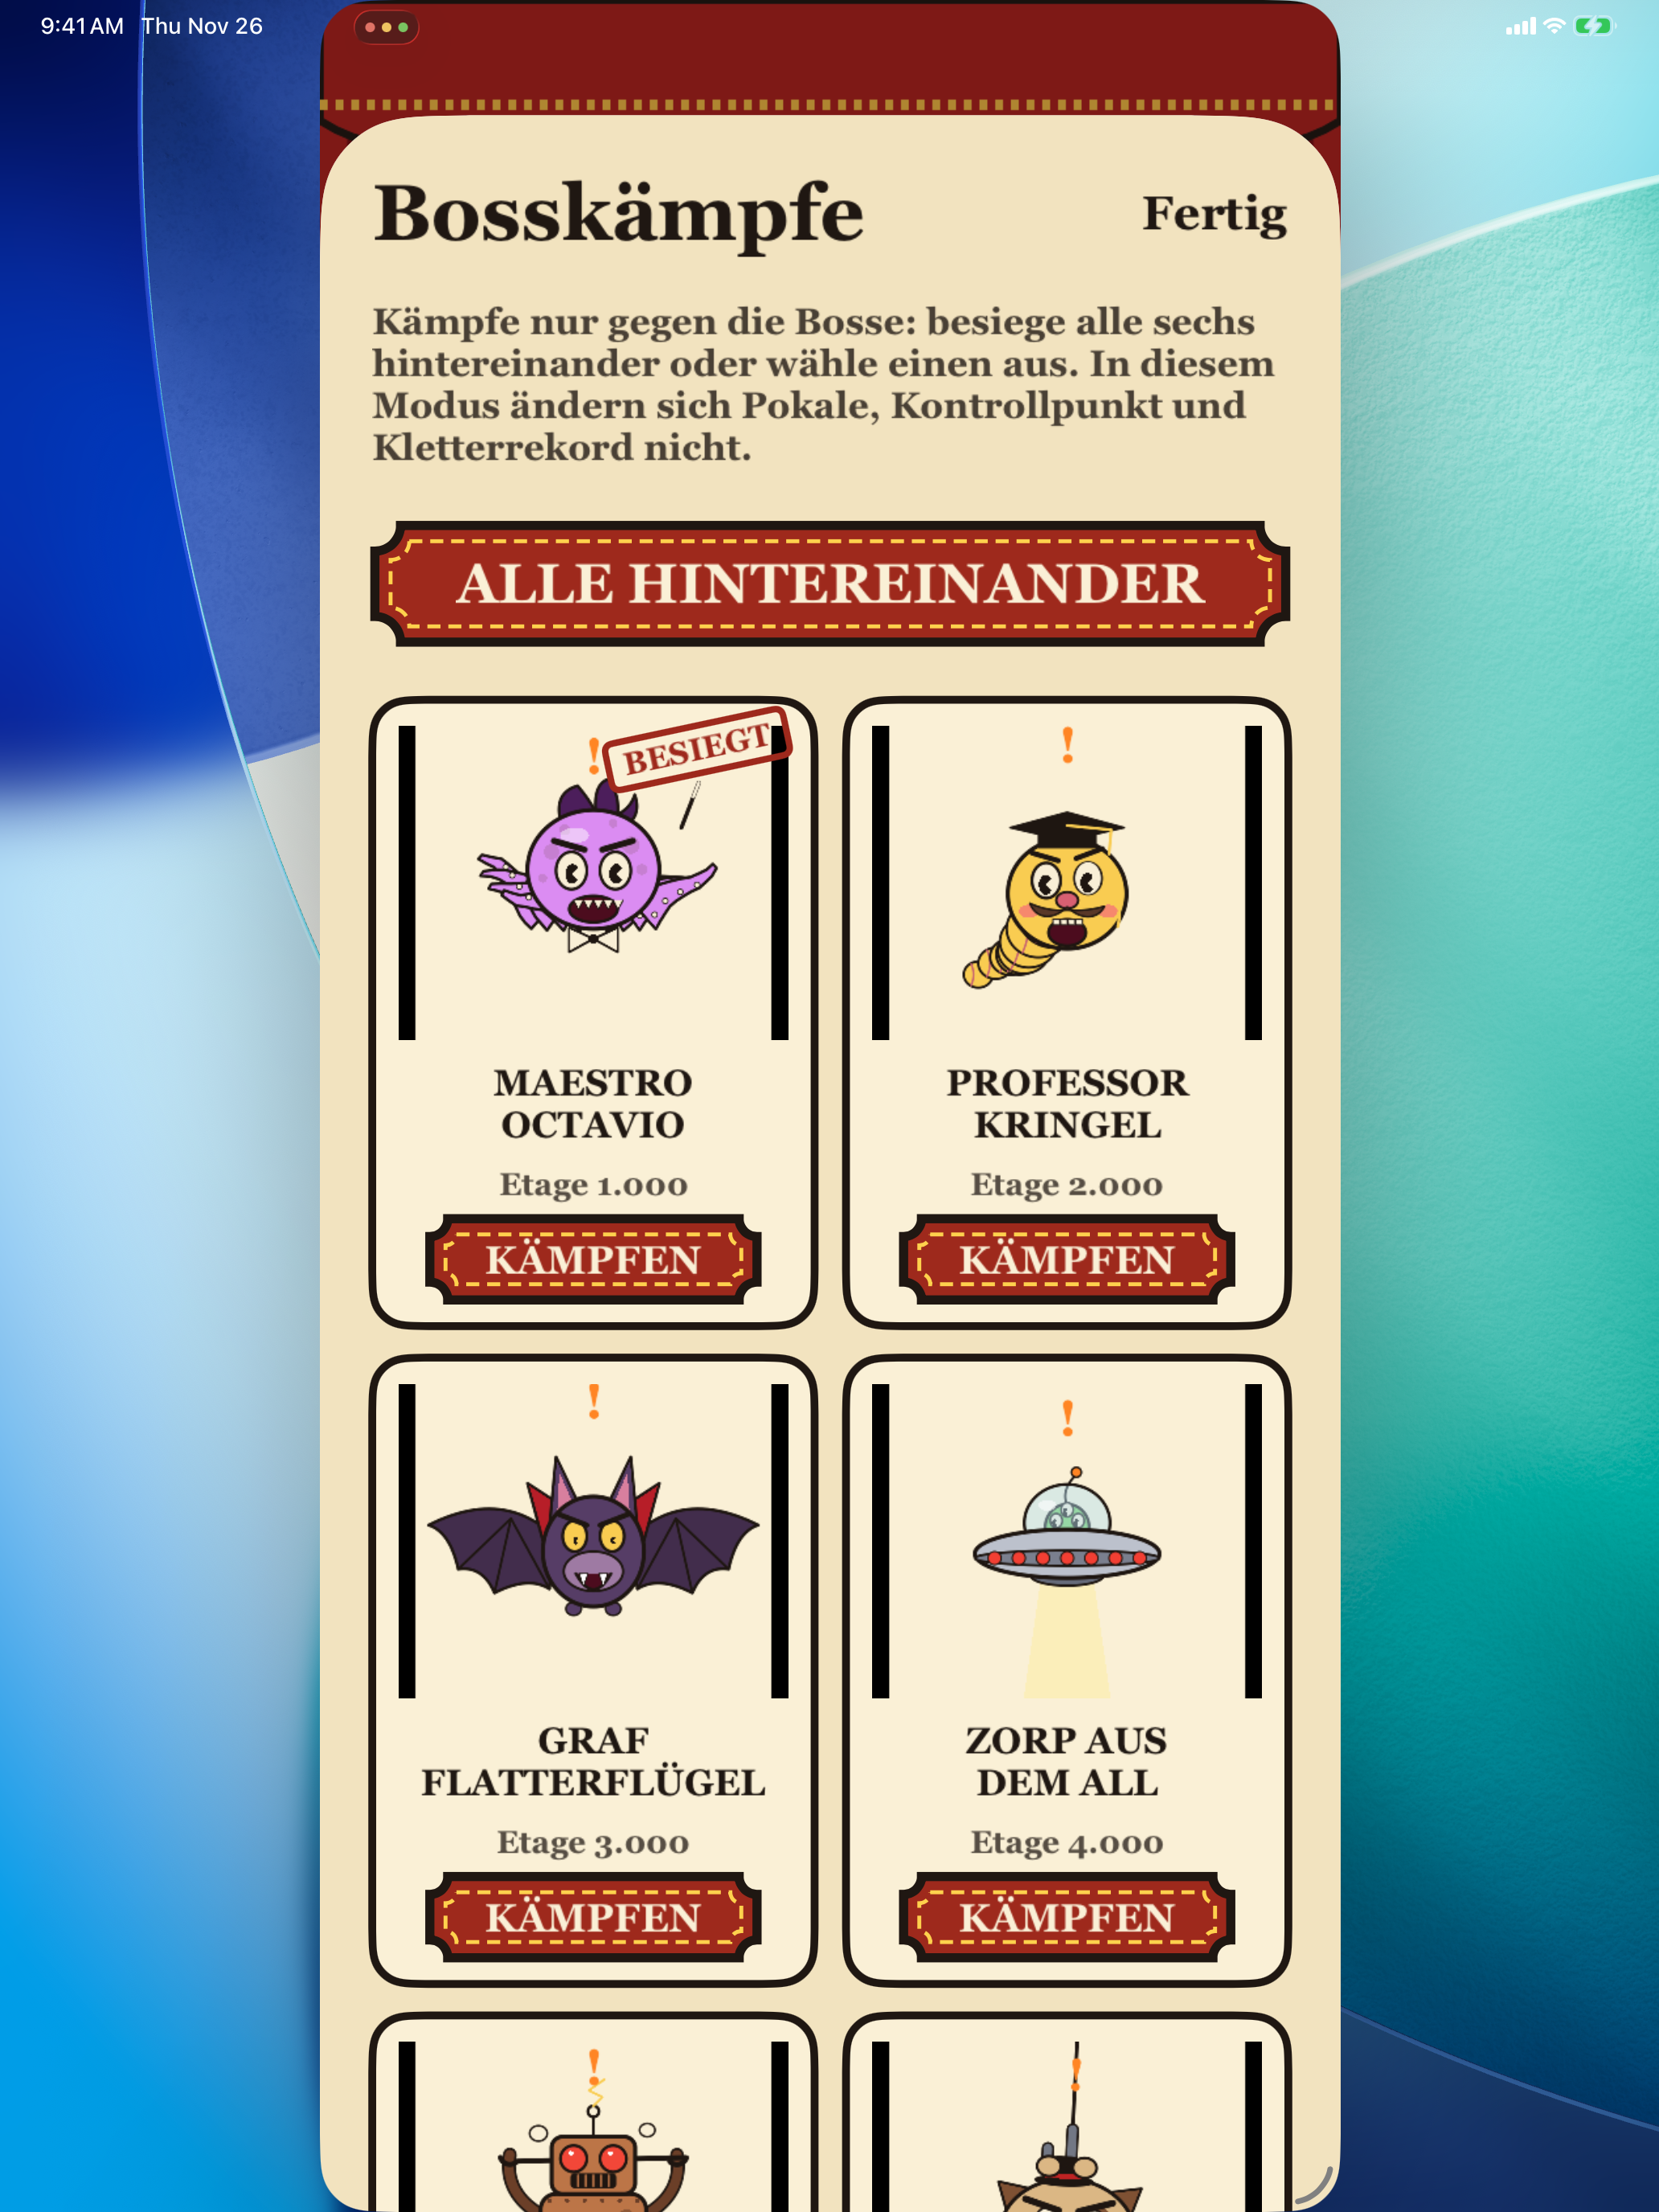 9:41 AM Thu Nov 26
Bosskämpfe
Fertig
Kämpfe nur gegen die Bosse: besiege alle sechs
hintereinander oder wähle einen aus. In diesem
Modus ändern sich Pokale, Kontrollpunkt und
Kletterrekord nicht.
ALLE HINTEREINANDER
!
BESIEGT
MAESTRO
OCTAVIO
Etage 1.000
KÄMPFEN
!
PROFESSOR
KRINGEL
Etage 2.000
KÄMPFEN
!
GRAF
FLATTERFLÜGEL
Etage 3.000
KÄMPFEN
!
ZORP AUS
DEM ALL
Etage 4.000
KÄMPFEN
!
!